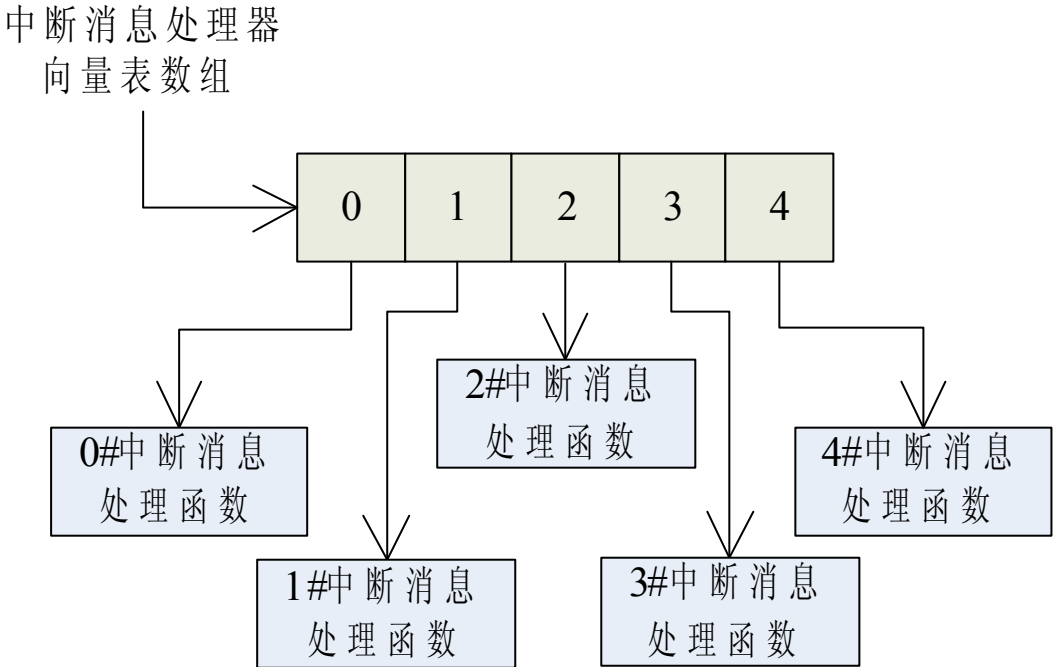 中断消息处理器
向量表数组
0 1 2 3 4
2#中断消息
处理函数
0#中断消息
处理函数
4#中断消息
处理函数
1#中断消息
处理函数
3#中断消息
处理函数